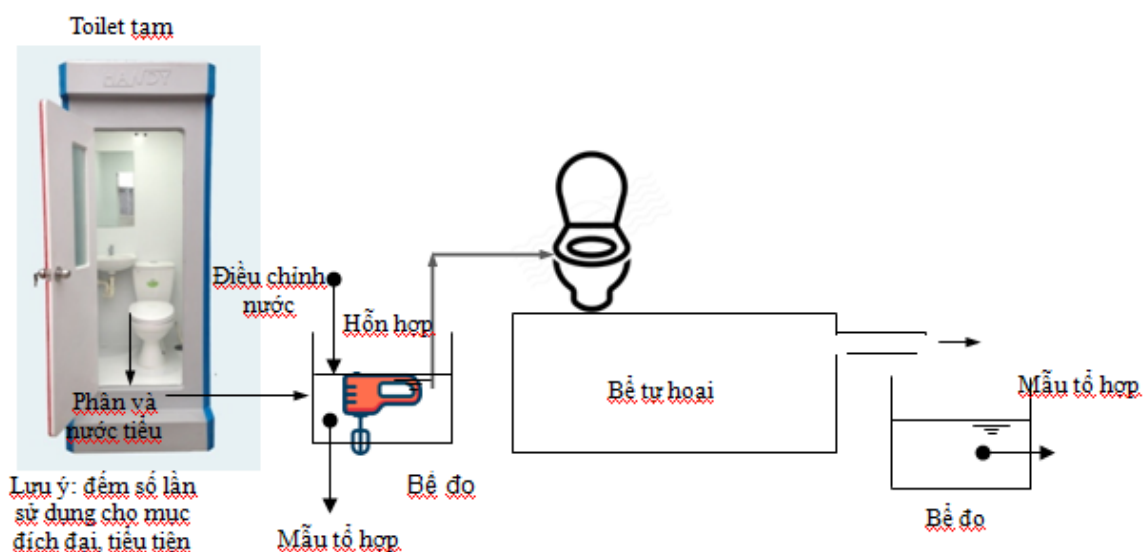 Toilet tạm
HANDY
Điều chỉnh
nước
Hỗn hợp
Phân và
nước tiểu
Bể tự hoại
Mẫu tổ hợp
Lưu ý: đếm số lần
sử dụng cho mục
đích đại, tiểu tiện
Bể đo
Mẫu tổ hợp
Bể đo